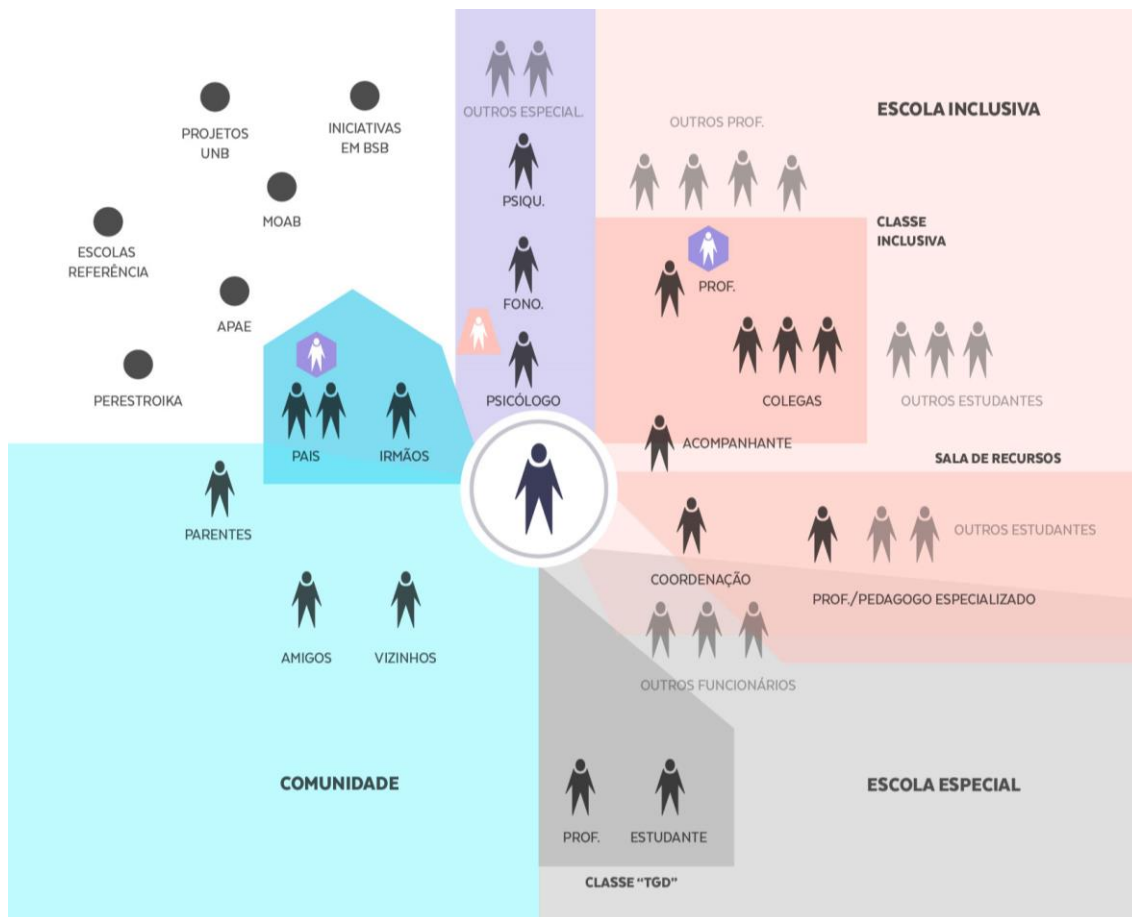 OUTROS ESPECIAL.
ESCOLA INCLUSIVA
OUTROS PROF.
PROJETOS
UNB
INICIATIVAS
EM BSB
PSIQU.
MOAB
CLASSE
INCLUSIVA
ESCOLAS
REFERÊNCIA
PROF.
FONO.
APAE
PERESTROIKA
PSICÓLOGO
COLEGAS
OUTROS ESTUDANTES
PAIS
IRMÃOS
ACOMPANHANTE
SALA DE RECURSOS
PARENTES
OUTROS ESTUDANTES
COORDENAÇÃO
PROF./PEDAGOGO ESPECIALIZADO
AMIGOS
VIZINHOS
OUTROS FUNCIONÁRIOS
COMUNIDADE
ESCOLA ESPECIAL
PROF.
ESTUDANTE
CLASSE “TGD”